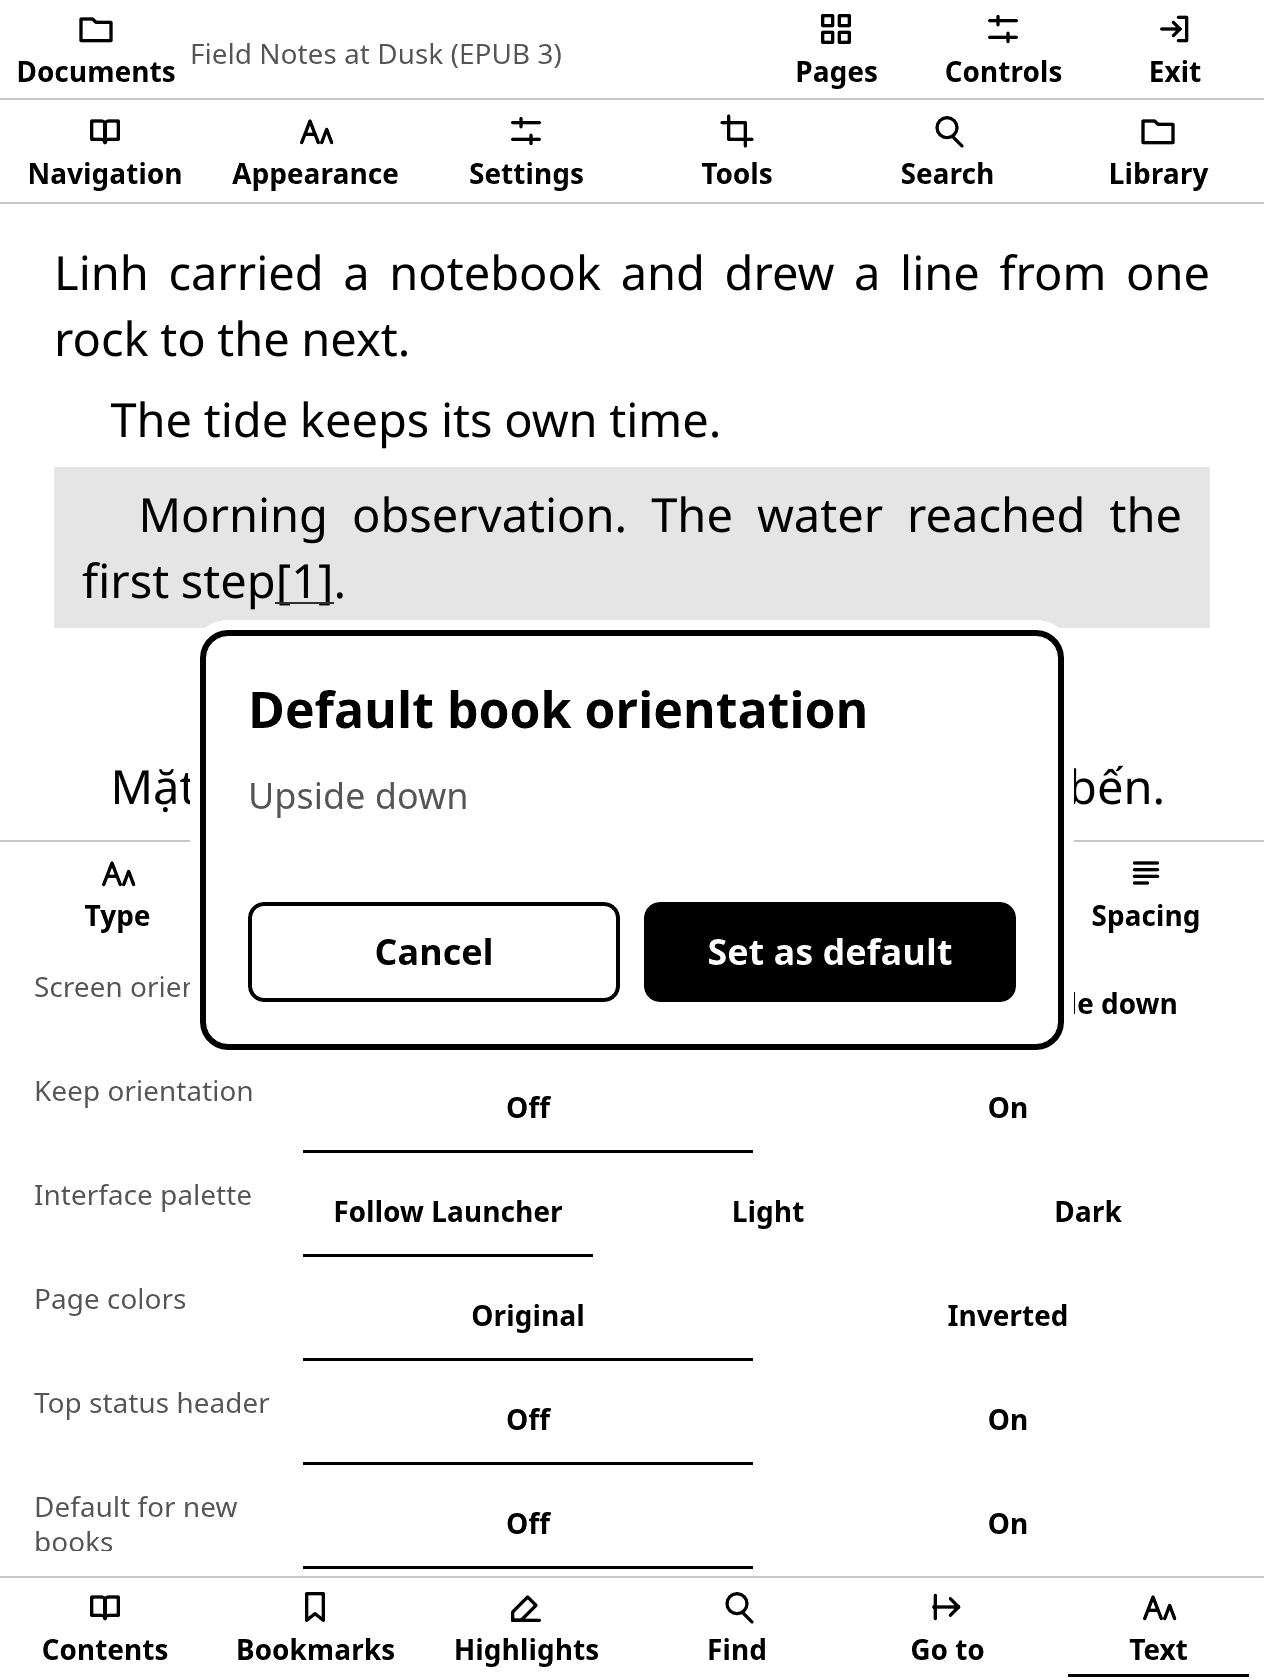 Documents
Field Notes at Dusk (EPUB 3)
Pages
Controls
Exit
Navigation
Appearance
Settings
Tools
Search
Library
Linh carried a notebook and drew a line from one
rock to the next.
The tide keeps its own time.
Morning observation. The water reached the
first step[1].
Default book orientation
Upside down
Cancel
Set as default
Mặt
bến.
Type
Spacing
Screen orien
le down
Keep orientation
Off
On
Interface palette
Follow Launcher
Light
Dark
Page colors
Original
Inverted
Top status header
Off
On
Default for new
books
Off
On
Contents
Bookmarks
Highlights
Find
Go to
Text